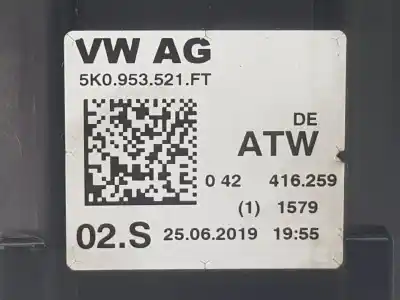 VW AG
5K0.953.521.FT
DE
ATW
0 42 416.259
(1) 1579
02.S 25.06.2019 19:55